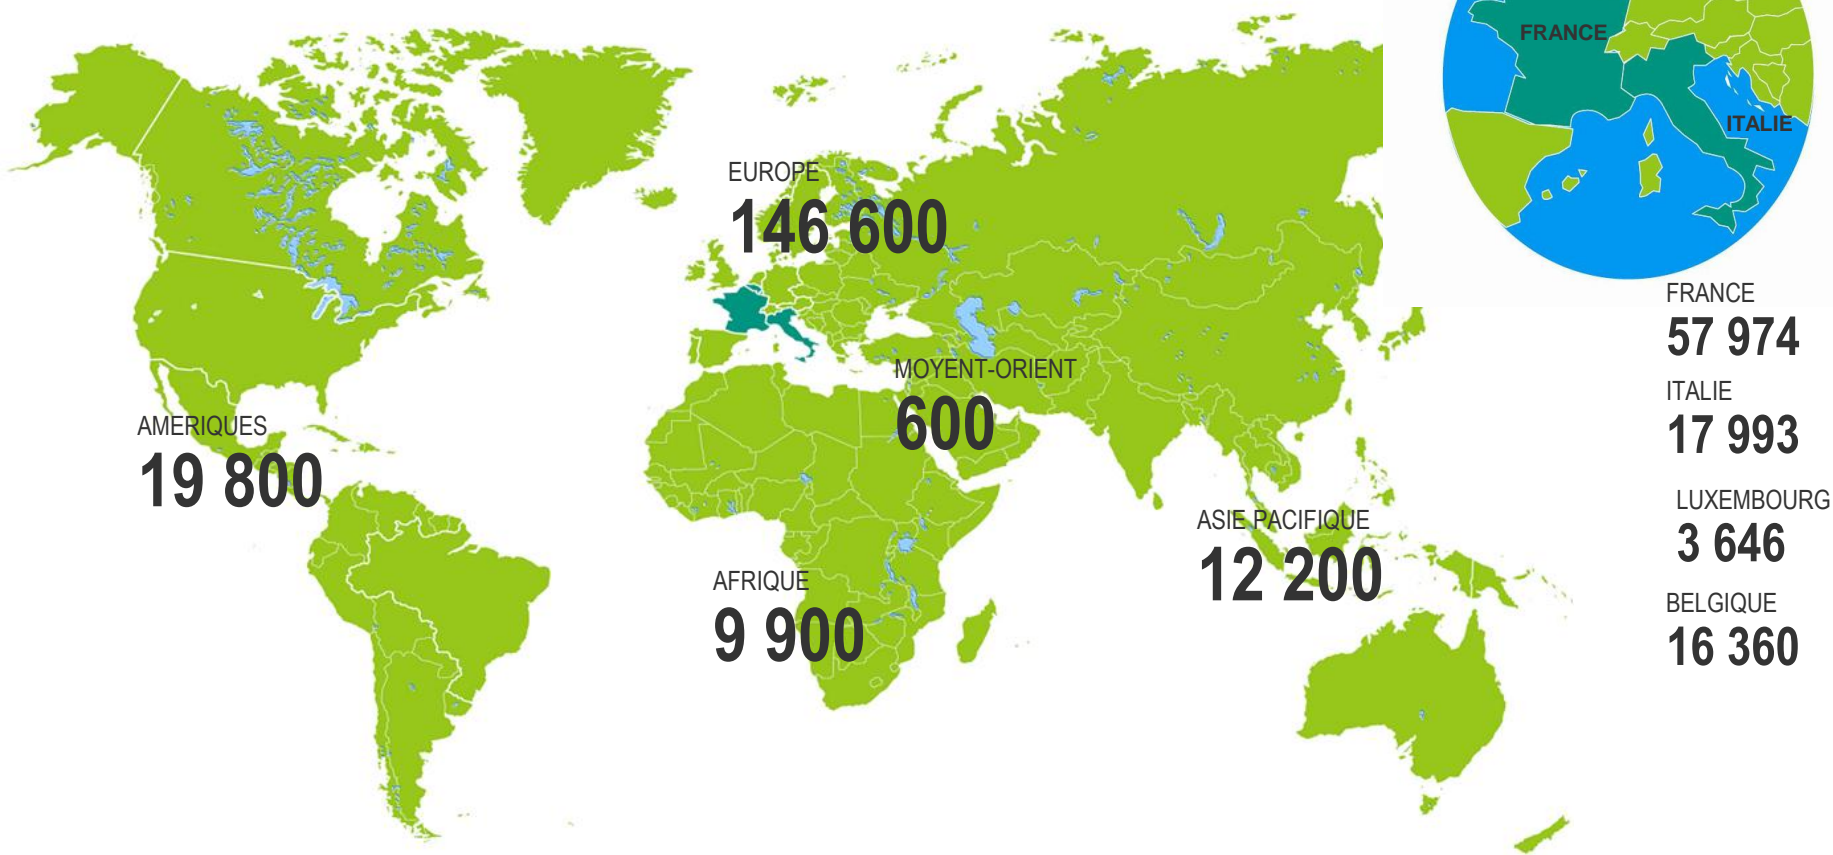 FRANCE
ITALIE
EUROPE
146 600
MOYENT-ORIENT
600
AMERIQUES
19 800
AFRIQUE
9 900
ASIE PACIFIQUE
12 200
FRANCE
57 974
ITALIE
17 993
LUXEMBOURG
3 646
BELGIQUE
16 360